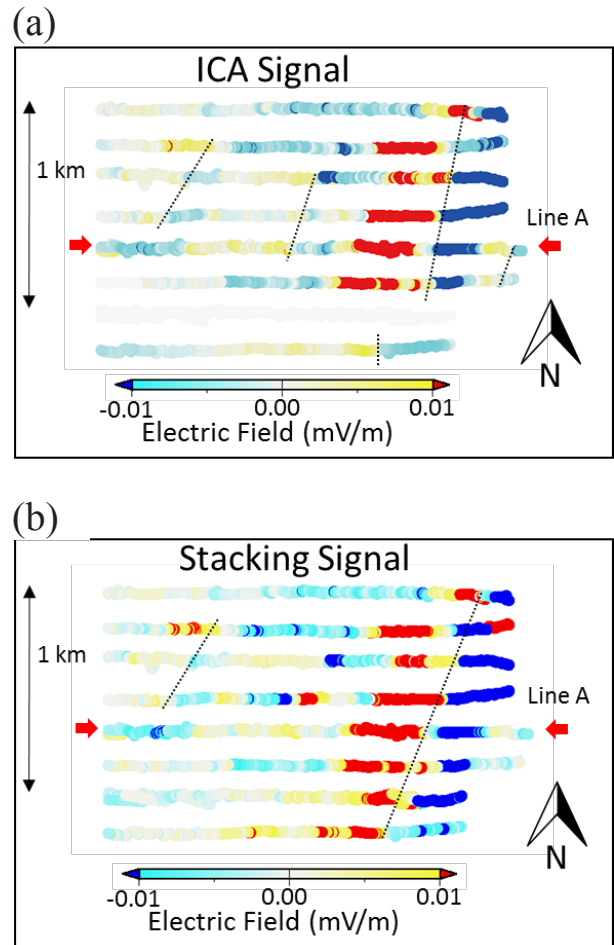 (a)
ICA Signal
1 km
Line A
N
-0.01 0.00 0.01
Electric Field (mV/m)
(b)
Stacking Signal
1 km
Line A
N
-0.01 0.00 0.01
Electric Field (mV/m)